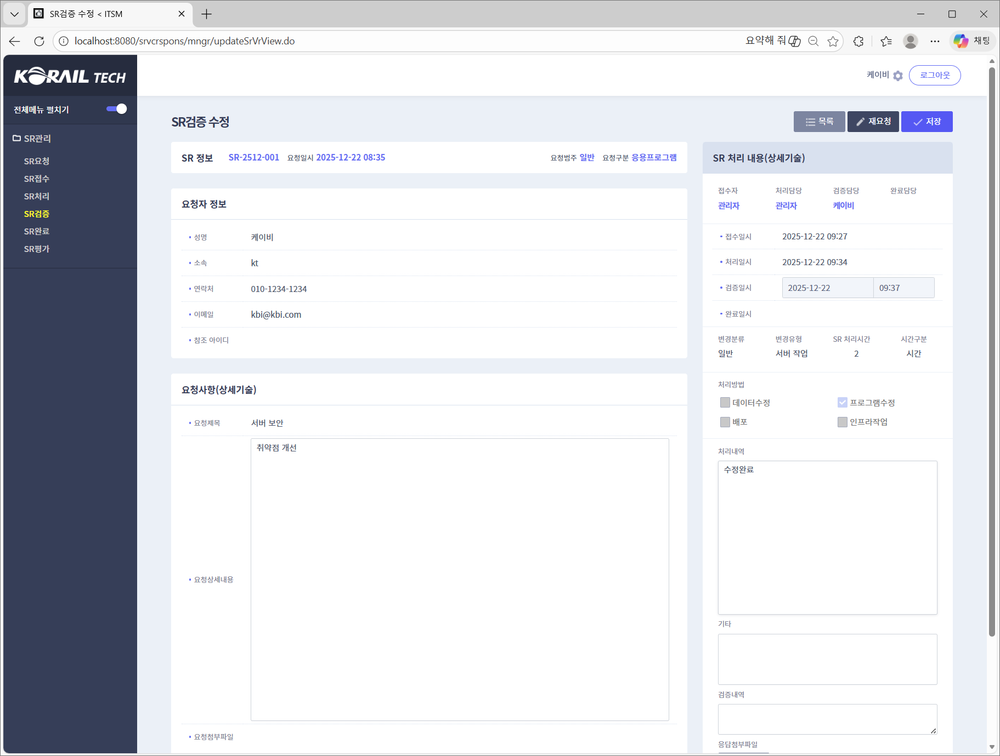 SR검증 수정 < ITSM
localhost:8080/srvcrspons/mngr/updateSrVrView.do
요약해 줘
채팅
KORAIL TECH
케이비
로그아웃
전체메뉴 펼치기
SR관리
SR요청
SR접수
SR처리
SR검증
SR완료
SR평가
SR검증 수정
목록
재요청
저장
SR 정보 SR-2512-001 요청일시 2025-12-22 08:35 요청범주 일반 요청구분 응용프로그램
요청자 정보
성명 케이비
소속 kt
연락처 010-1234-1234
이메일 kbi@kbi.com
참조 아이디
요청사항(상세기술)
요청제목 서버 보안
취약점 개선
요청상세내용
요청첨부파일
SR 처리 내용(상세기술)
접수자 처리담당 검증담당 완료담당
관리자 관리자 케이비
접수일시 2025-12-22 09:27
처리일시 2025-12-22 09:34
검증일시 2025-12-22 09:37
완료일시
변경분류 변경유형 SR 처리시간 시간구분
일반 서버 작업 2 시간
처리방법
데이터수정 프로그램수정
배포 인프라작업
처리내역
수정완료
기타
검증내역
응답첨부파일